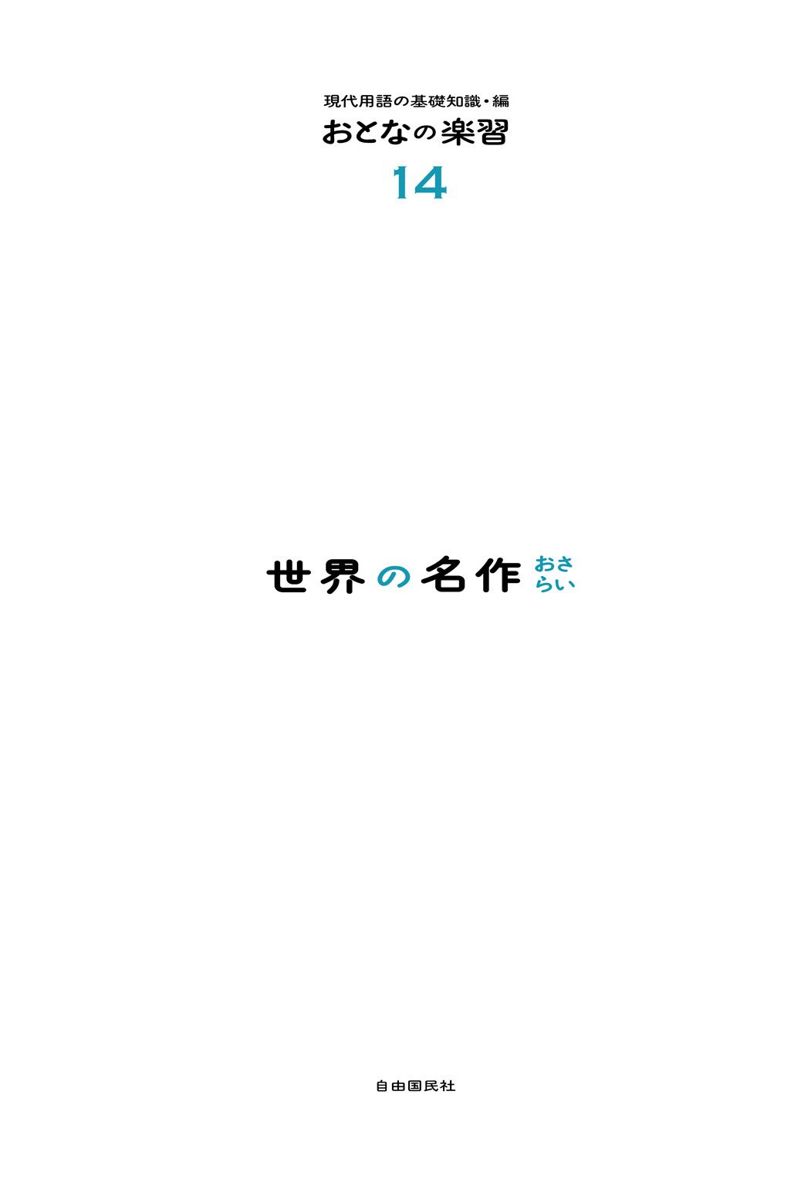 現代用語の基礎知識・編
おとなの楽習
14
世界の名作 おさ
らい
自由国民社